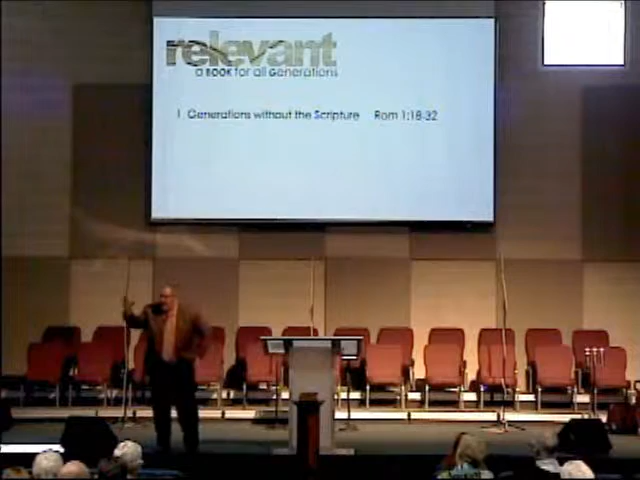 relevant
a BOOK for all Generations
1 Generations without the Scripture Rom 1:18-32